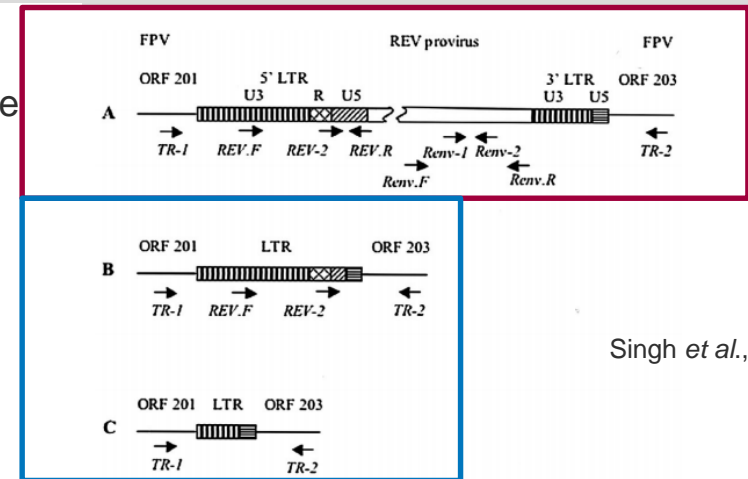 FPV REV provirus FPV
ORF 201 5' LTR 3' LTR ORF 203
U3 R U5 U3 U5
e
A
TR-1 REV.F REV-2 REV.R Renv-1 Renv-2 TR-2
Renv.F Renv.R
ORF 201 LTR ORF 203
B
TR-1 REV.F REV-2 TR-2
Singh et al.,
ORF 201 LTR ORF 203
C
TR-1 TR-2